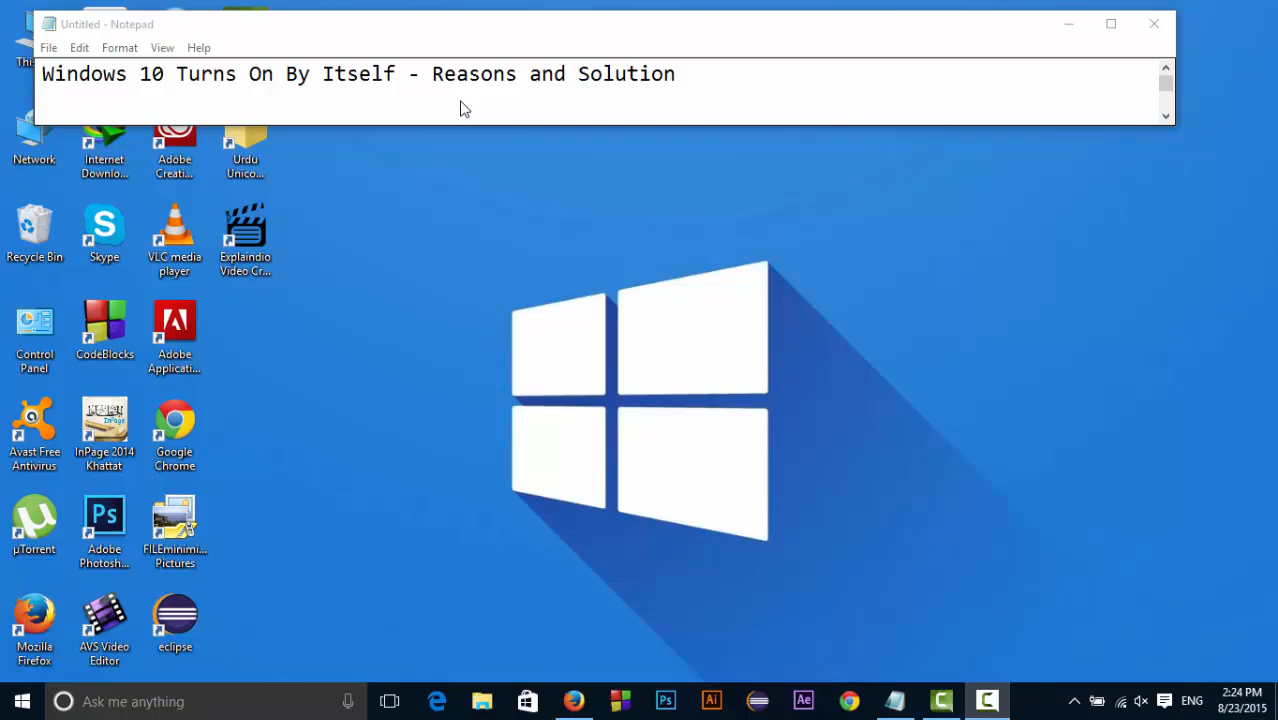 Untitled - Notepad
File Edit Format View Help
Windows 10 Turns On By Itself - Reasons and Solution
Network
Internet
Downlo...
Adobe
Creati...
Urdu
Unico...
Recycle Bin
Skype
VLC media
player
Explaindio
Video Cr...
Control
Panel
CodeBlocks
Adobe
Applicati...
Avast Free
Antivirus
InPage 2014
Khattat
Google
Chrome
µTorrent
Adobe
Photosh...
FILEminimi...
Pictures
Mozilla
Firefox
AVS Video
Editor
eclipse
Ask me anything
ENG
2:24 PM
8/23/2015